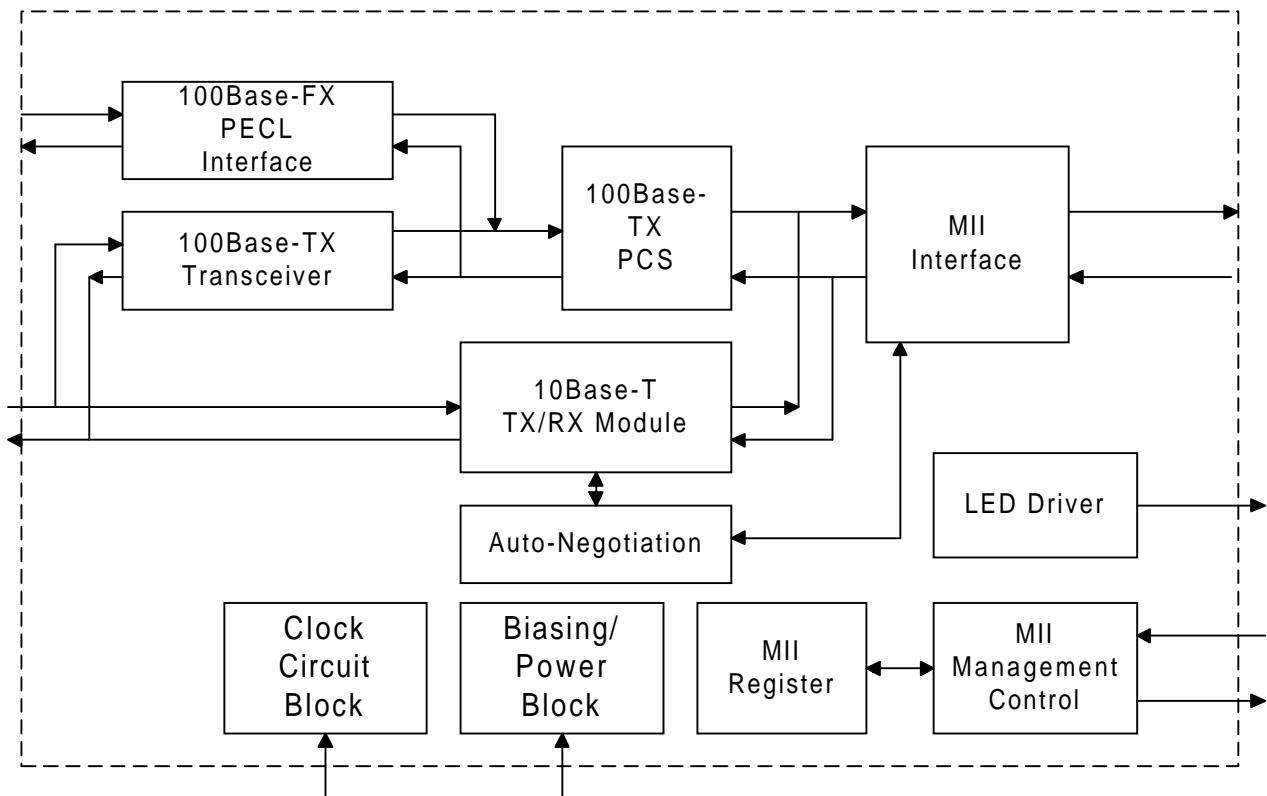 100Base-FX
PECL
Interface
100Base-TX
Transceiver
100Base-
TX
PCS
MII
Interface
10Base-T
TX/RX Module
LED Driver
Auto-Negotiation
Clock
Circuit
Block
Biasing/
Power
Block
MII
Register
MII
Management
Control